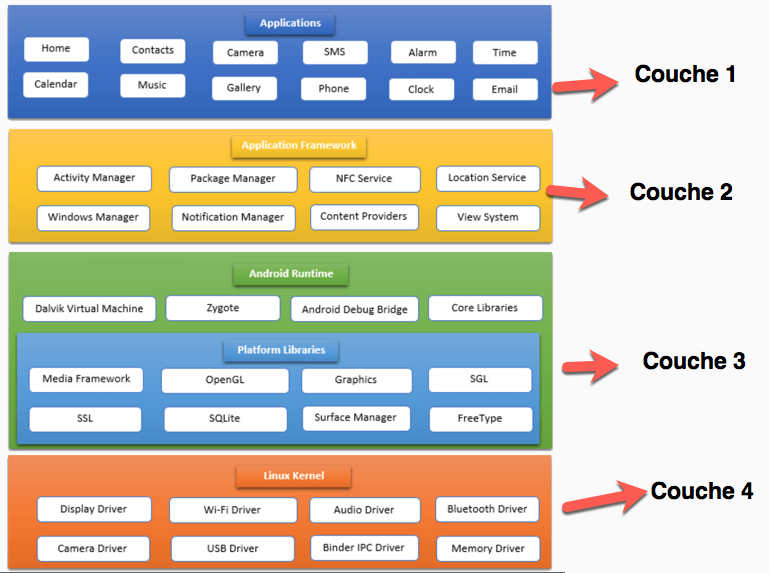 Applications
Home
Contacts
Camera
SMS
Alarm
Time
Calendar
Music
Gallery
Phone
Clock
Email
Couche 1
Application Framework
Activity Manager
Package Manager
NFC Service
Location Service
Windows Manager
Notification Manager
Content Providers
View System
Couche 2
Android Runtime
Dalvik Virtual Machine
Zygote
Android Debug Bridge
Core Libraries
Platform Libraries
Media Framework
OpenGL
Graphics
SGL
SSL
SQLite
Surface Manager
FreeType
Couche 3
Linux Kernel
Display Driver
Wi-Fi Driver
Audio Driver
Bluetooth Driver
Camera Driver
USB Driver
Binder IPC Driver
Memory Driver
Couche 4